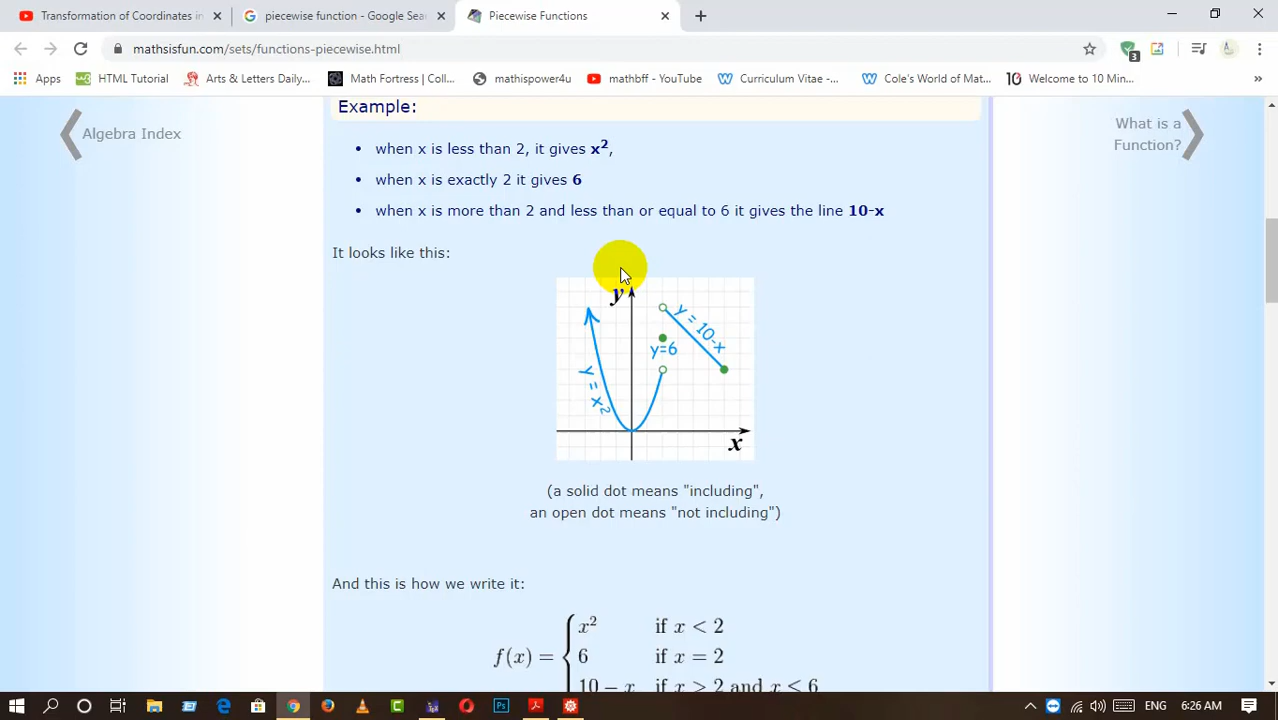 Transformation of Coordinates in
piecewise function - Google Sea
Piecewise Functions
mathsisfun.com/sets/functions-piecewise.html
3
Apps
HTML Tutorial
Arts & Letters Daily...
Math Fortress | Coll...
mathispower4u
mathbff - YouTube
Curriculum Vitae -...
Cole's World of Mat...
10
Welcome to 10 Min...
»
Algebra Index
What is a
Function?
Example:
• when x is less than 2, it gives x²,
• when x is exactly 2 it gives 6
• when x is more than 2 and less than or equal to 6 it gives the line 10-x
It looks like this:
y
y = 10-x
y=6
y = x²
x
(a solid dot means "including",
an open dot means "not including")
And this is how we write it:
x² if x < 2
f(x) = 6 if x = 2
10 − x if x > 2 and x ≤ 6
ENG
6:26 AM